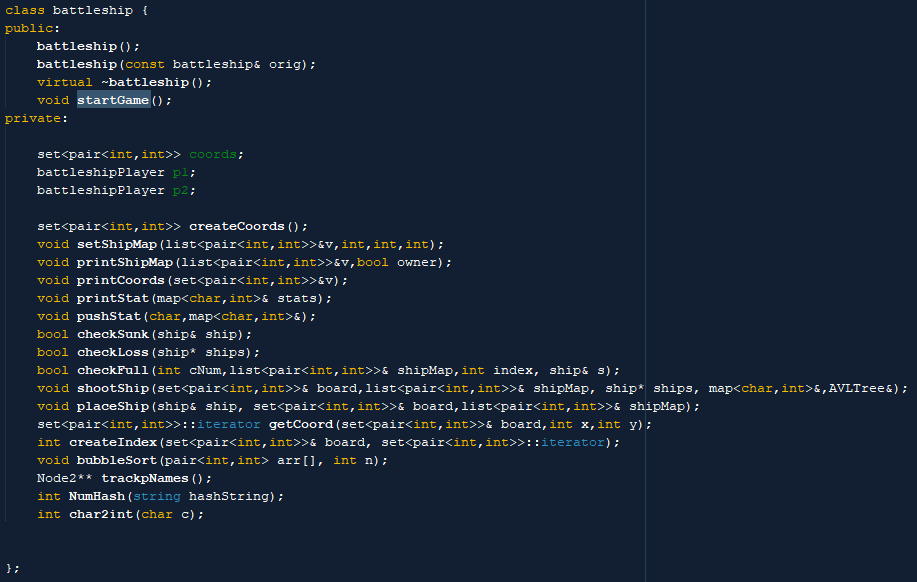 class battleship {
public:
    battleship();
    battleship(const battleship& orig);
    virtual ~battleship();
    void startGame();
private:
    set<pair<int,int>> coords;
    battleshipPlayer p1;
    battleshipPlayer p2;
    set<pair<int,int>> createCoords();
    void setShipMap(list<pair<int,int>>&v,int,int,int);
    void printShipMap(list<pair<int,int>>&v,bool owner);
    void printCoords(set<pair<int,int>>&v);
    void printStat(map<char,int>& stats);
    void pushStat(char,map<char,int>&);
    bool checkSunk(ship& ship);
    bool checkLoss(ship* ships);
    bool checkFull(int cNum,list<pair<int,int>>& shipMap,int index, ship& s);
    void shootShip(set<pair<int,int>>& board,list<pair<int,int>>& shipMap, ship* ships, map<char,int>&,AVLTree&);
    void placeShip(ship& ship, set<pair<int,int>>& board,list<pair<int,int>>& shipMap);
    set<pair<int,int>>::iterator getCoord(set<pair<int,int>>& board,int x,int y);
    int createIndex(set<pair<int,int>>& board, set<pair<int,int>>::iterator);
    void bubbleSort(pair<int,int> arr[], int n);
    Node2** trackpNames();
    int NumHash(string hashString);
    int char2int(char c);
};